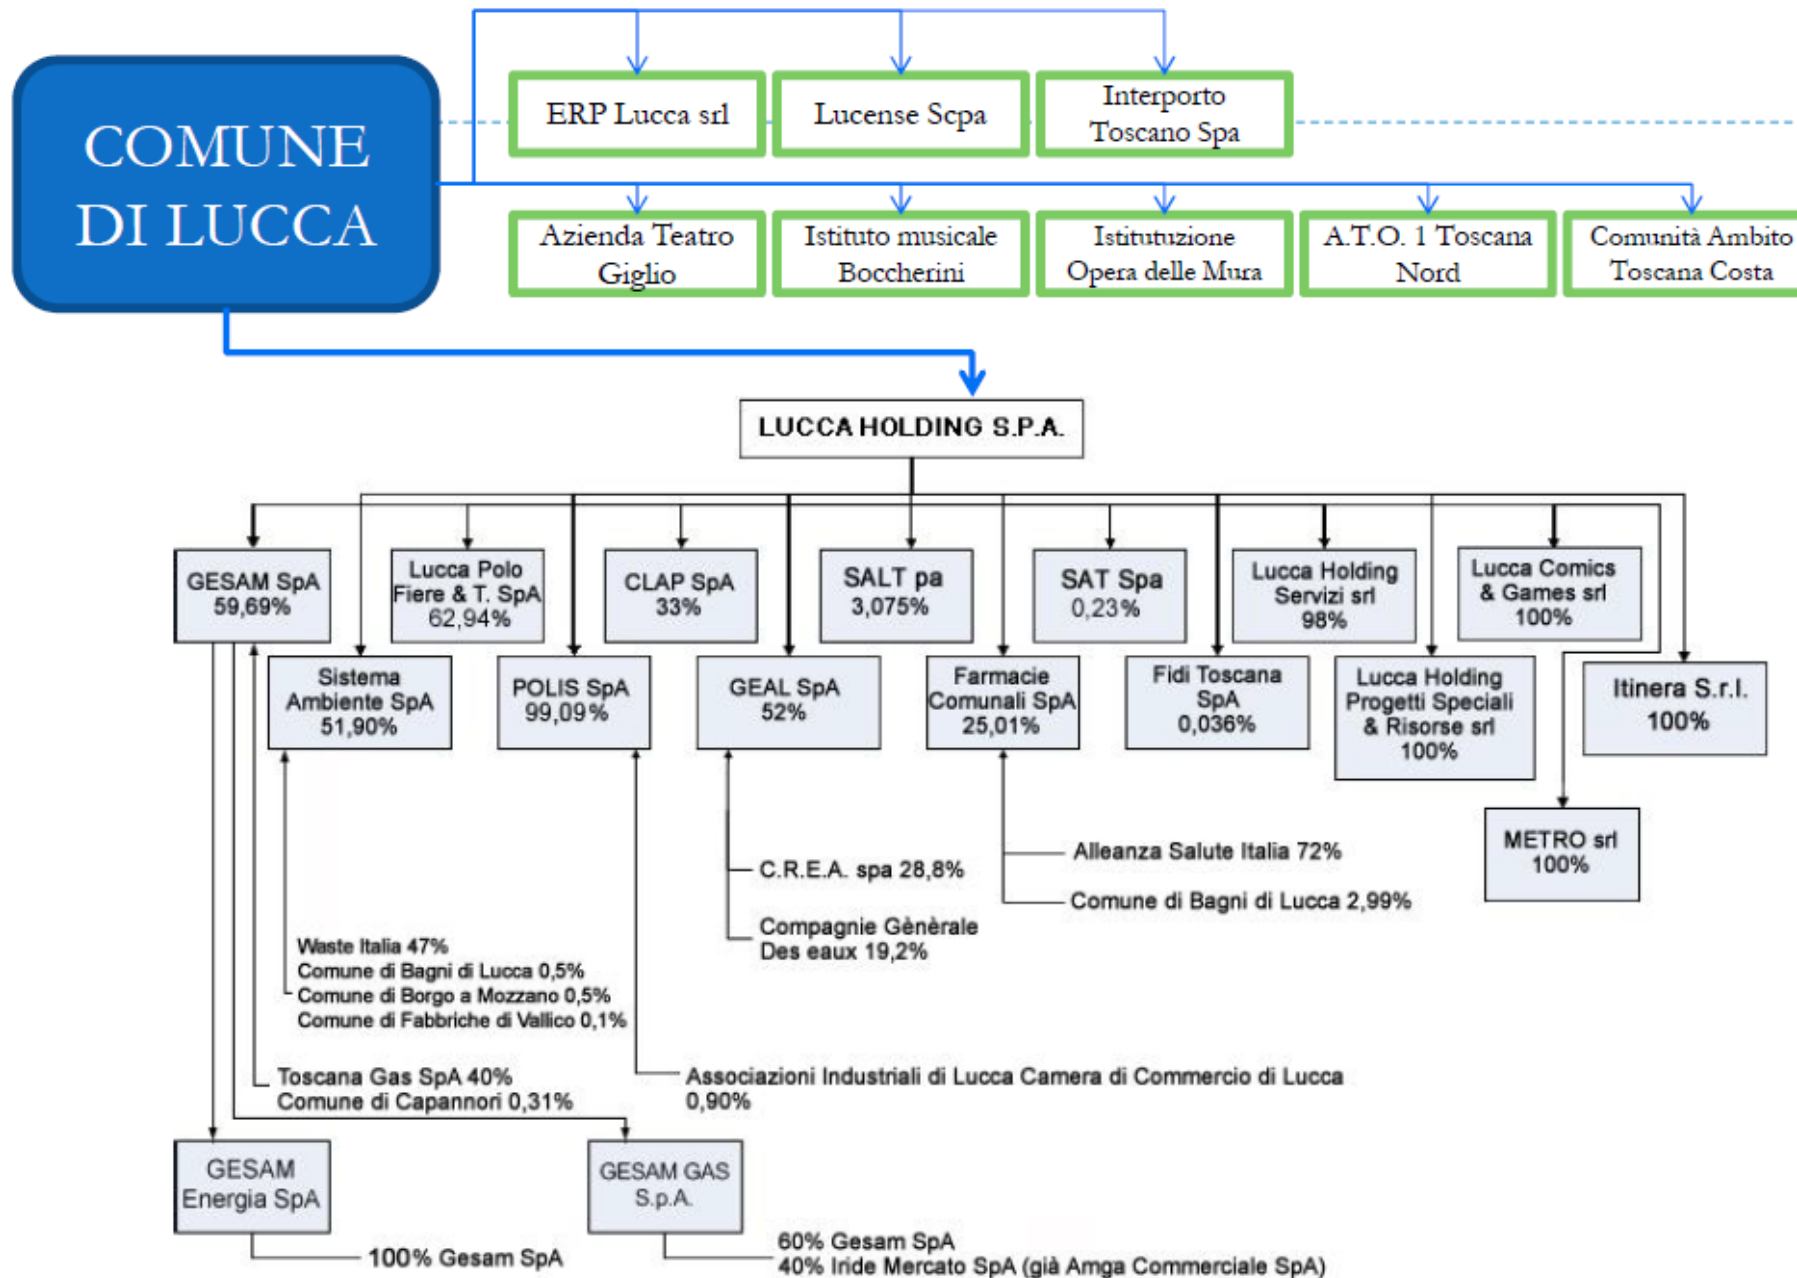 COMUNE
DI LUCCA
ERP Lucca srl
Lucense Scpa
Interporto
Toscano Spa
Azienda Teatro
Giglio
Istituto musicale
Boccherini
Istitutuzione
Opera delle Mura
A.T.O. 1 Toscana
Nord
Comunità Ambito
Toscana Costa
LUCCA HOLDING S.P.A.
GESAM SpA
59,69%
Lucca Polo
Fiere & T. SpA
62,94%
CLAP SpA
33%
SALT pa
3,075%
SAT Spa
0,23%
Lucca Holding
Servizi srl
98%
Lucca Comics
& Games srl
100%
Sistema
Ambiente SpA
51,90%
POLIS SpA
99,09%
GEAL SpA
52%
Farmacie
Comunali SpA
25,01%
Fidi Toscana
SpA
0,036%
Lucca Holding
Progetti Speciali
& Risorse srl
100%
Itinera S.r.l.
100%
METRO srl
100%
C.R.E.A. spa 28,8%
Compagnie Gènèrale
Des eaux 19,2%
Alleanza Salute Italia 72%
Comune di Bagni di Lucca 2,99%
Waste Italia 47%
Comune di Bagni di Lucca 0,5%
Comune di Borgo a Mozzano 0,5%
Comune di Fabbriche di Vallico 0,1%
Toscana Gas SpA 40%
Comune di Capannori 0,31%
Associazioni Industriali di Lucca Camera di Commercio di Lucca
0,90%
GESAM
Energia SpA
GESAM GAS
S.p.A.
100% Gesam SpA
60% Gesam SpA
40% Iride Mercato SpA (già Amga Commerciale SpA)